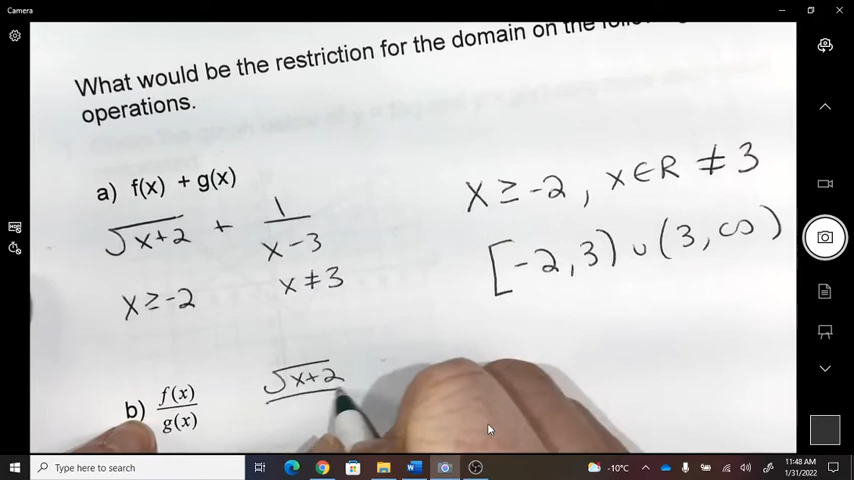 Camera
What would be the restriction for the domain on the
operations.
a) f(x) + g(x)
√x+2 + 1/x-3
x ≥ -2 x ≠ 3
x ≥ -2, x ∈ R ≠ 3
[-2, 3) ∪ (3, ∞)
b) f(x)/g(x) √x+2
Type here to search
-10°C
11:48 AM
1/31/2022